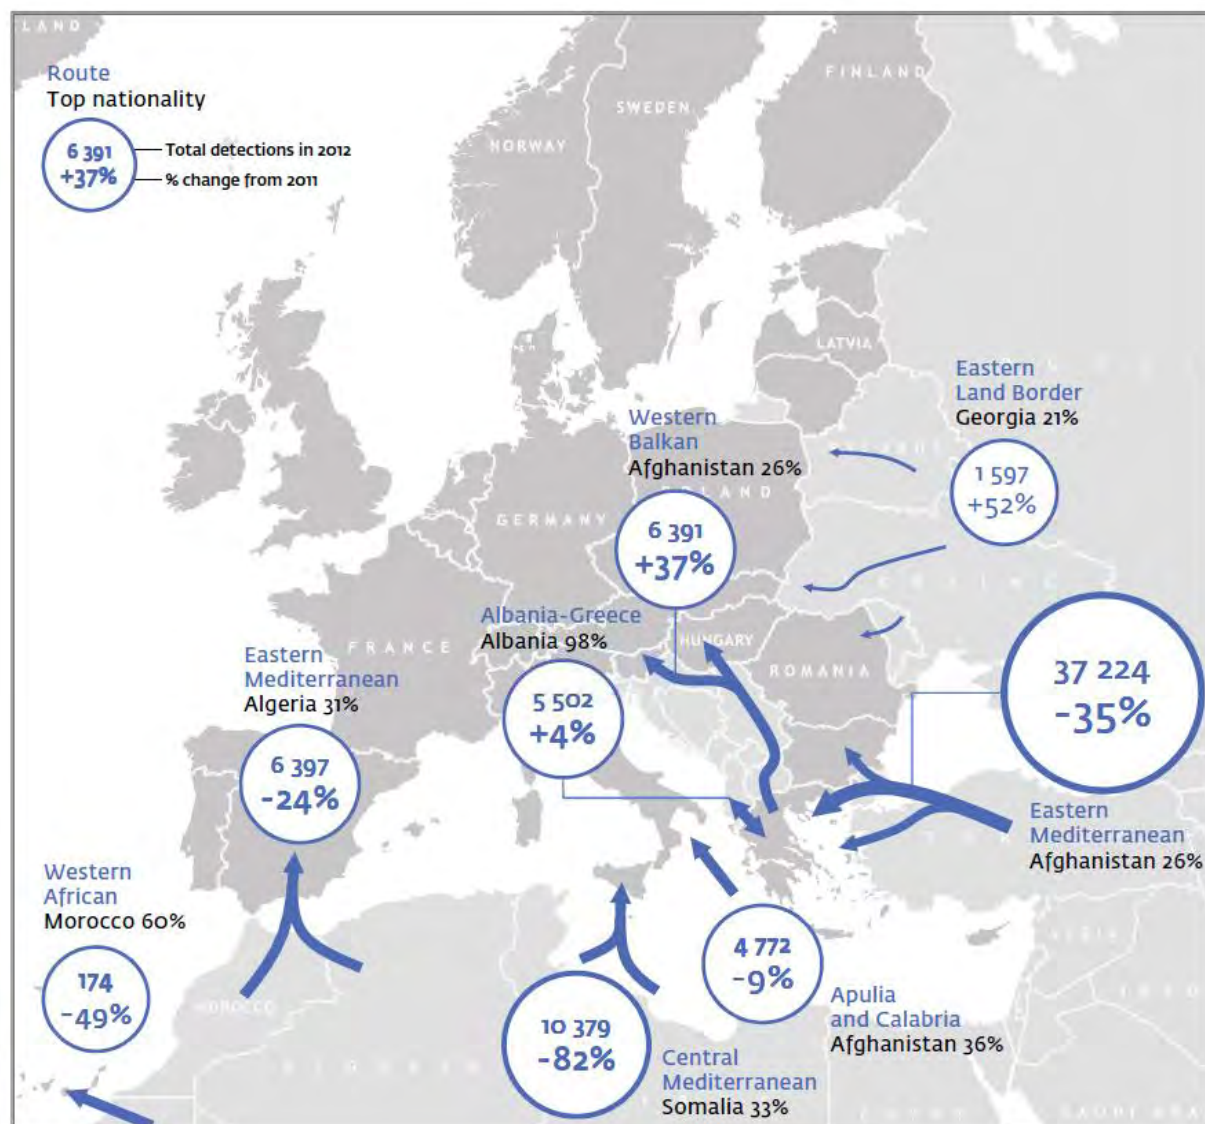 LAND
Route
Top nationality
6 391
+37%
Total detections in 2012
% change from 2011
FINLAND
SWEDEN
NORWAY
LATVIA
Eastern
Land Border
Georgia 21%
1 597
+52%
Western
Balkan
Afghanistan 26%
POLAND
GERMANY
6 391
+37%
Albania-Greece
Albania 98%
HUNGARY
FRANCE
ROMANIA
Eastern
Mediterranean
Algeria 31%
5 502
+4%
37 224
-35%
6 397
-24%
Eastern
Mediterranean
Afghanistan 26%
Western
African
Morocco 60%
174
-49%
MOROCCO
4 772
-9%
Apulia
and Calabria
Afghanistan 36%
10 379
-82%
Central
Mediterranean
Somalia 33%
SAUDI ARA